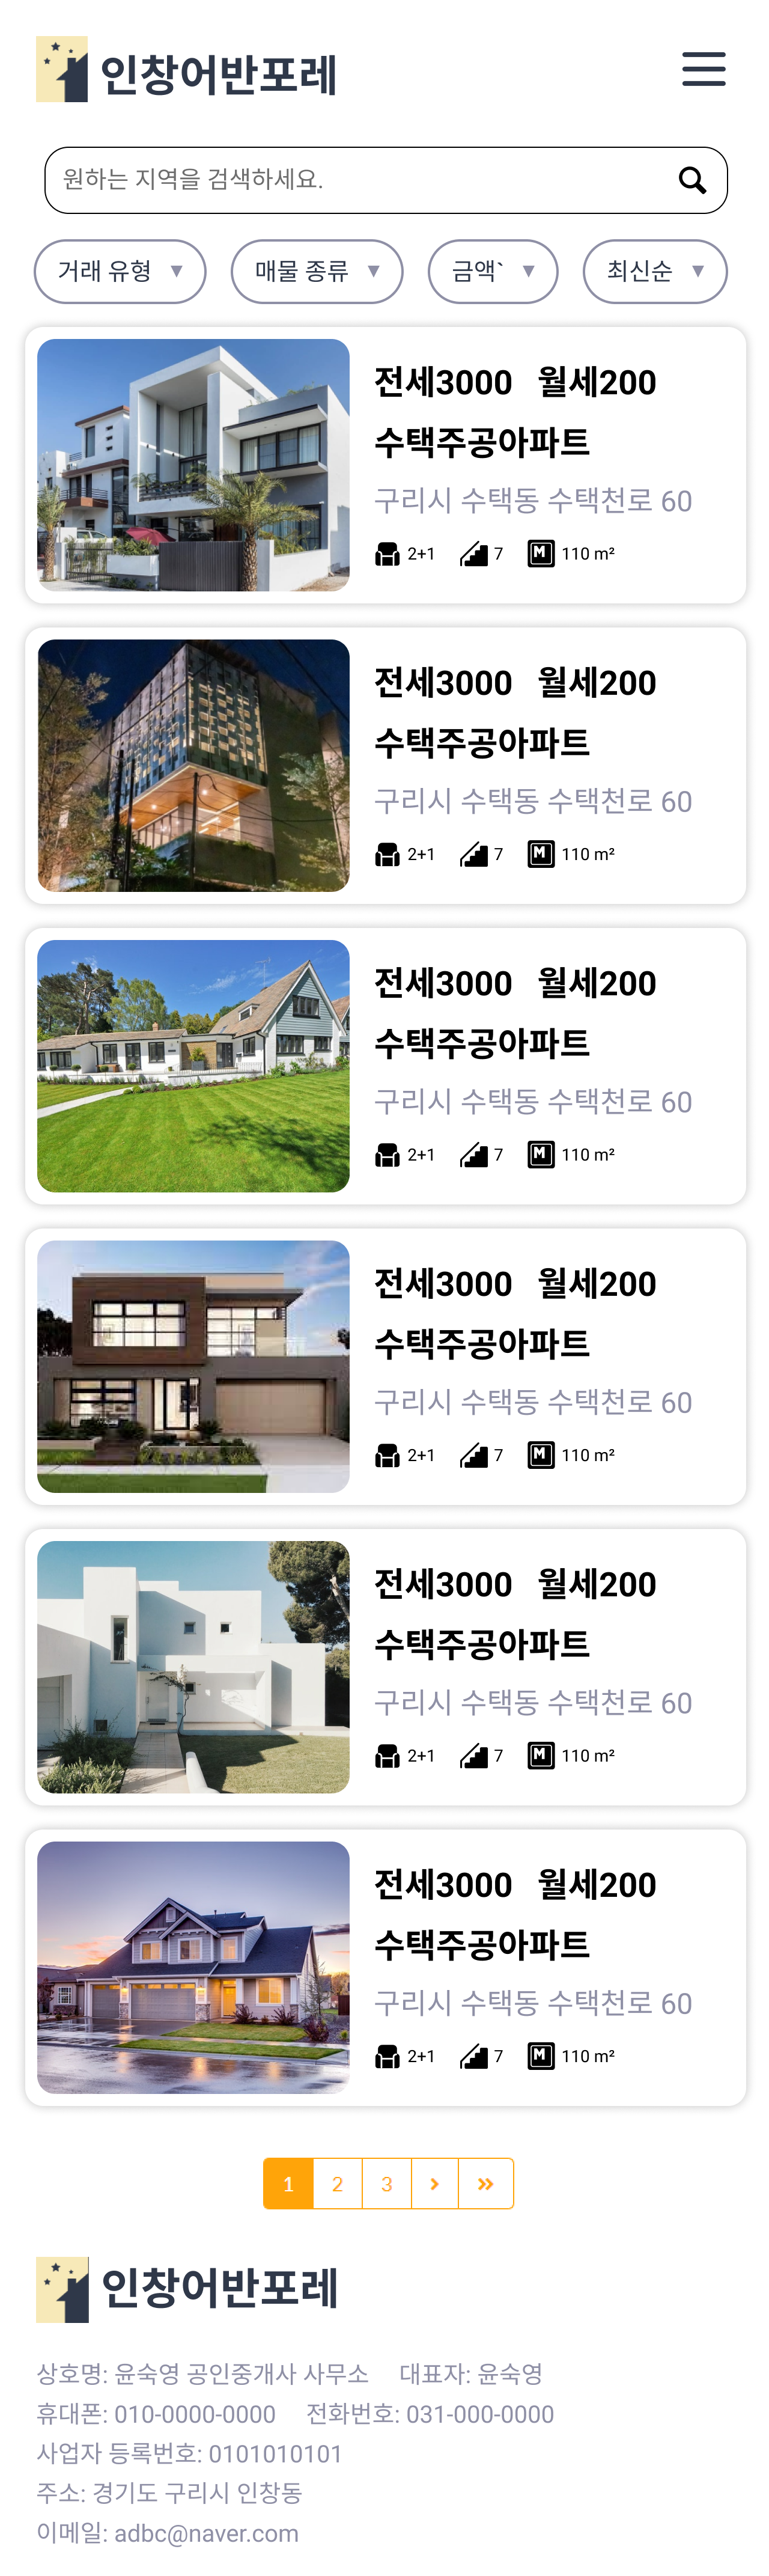 인창어반포레
원하는 지역을 검색하세요.
거래 유형 ▼ 매물 종류 ▼ 금액` ▼ 최신순 ▼
전세3000 월세200
수택주공아파트
구리시 수택동 수택천로 60
2+1 7 M 110 m²
전세3000 월세200
수택주공아파트
구리시 수택동 수택천로 60
2+1 7 M 110 m²
전세3000 월세200
수택주공아파트
구리시 수택동 수택천로 60
2+1 7 M 110 m²
전세3000 월세200
수택주공아파트
구리시 수택동 수택천로 60
2+1 7 M 110 m²
전세3000 월세200
수택주공아파트
구리시 수택동 수택천로 60
2+1 7 M 110 m²
전세3000 월세200
수택주공아파트
구리시 수택동 수택천로 60
2+1 7 M 110 m²
1 2 3 › »
인창어반포레
상호명: 윤숙영 공인중개사 사무소 대표자: 윤숙영
휴대폰: 010-0000-0000 전화번호: 031-000-0000
사업자 등록번호: 0101010101
주소: 경기도 구리시 인창동
이메일: adbc@naver.com